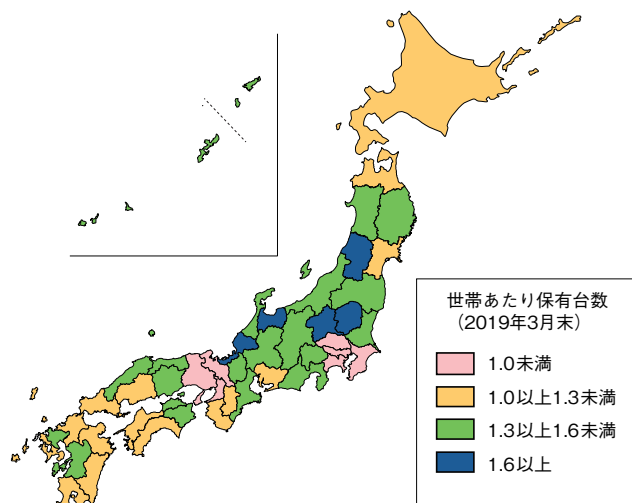 世帯あたり保有台数
（2019年3月末）
1.0未満
1.0以上1.3未満
1.3以上1.6未満
1.6以上